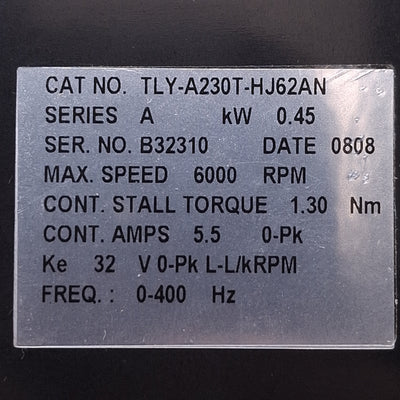 CAT NO. TLY-A230T-HJ62AN
SERIES A kW 0.45
SER. NO. B32310 DATE 0808
MAX. SPEED 6000 RPM
CONT. STALL TORQUE 1.30 Nm
CONT. AMPS 5.5 0-Pk
Ke 32 V 0-Pk L-L/kRPM
FREQ. : 0-400 Hz